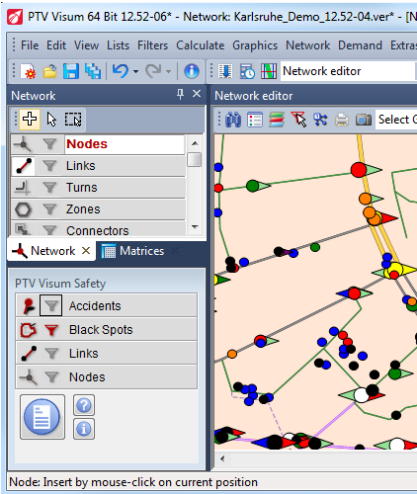 PTV Visum 64 Bit 12.52-06* - Network: Karlsruhe_Demo_12.52-04.ver* - [N
File Edit View Lists Filters Calculate Graphics Network Demand Extras
Network editor
Network
Network editor
Select G
Nodes
Links
Turns
Zones
Connectors
Network × Matrices
PTV Visum Safety
Accidents
Black Spots
Links
Nodes
Node: Insert by mouse-click on current position